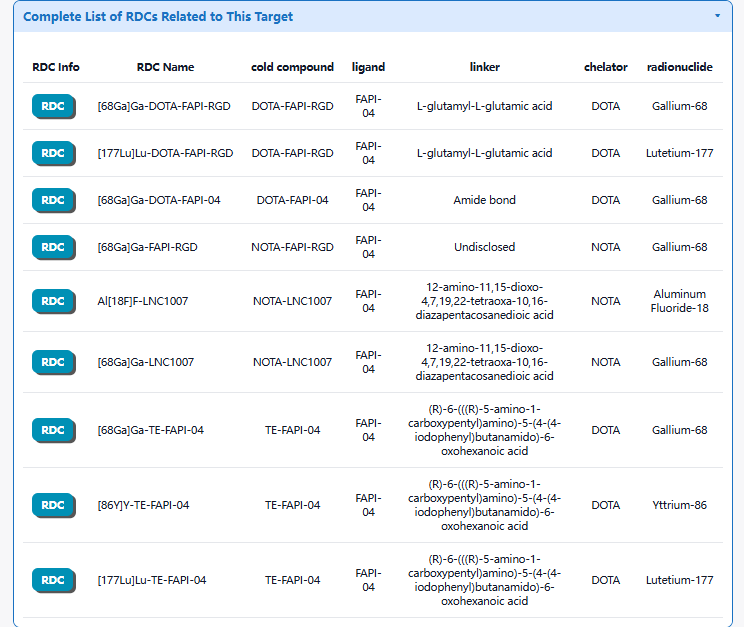 Complete List of RDCs Related to This Target
RDC Info RDC Name cold compound ligand linker chelator radionuclide
RDC [68Ga]Ga-DOTA-FAPI-RGD DOTA-FAPI-RGD FAPI-04 L-glutamyl-L-glutamic acid DOTA Gallium-68
RDC [177Lu]Lu-DOTA-FAPI-RGD DOTA-FAPI-RGD FAPI-04 L-glutamyl-L-glutamic acid DOTA Lutetium-177
RDC [68Ga]Ga-DOTA-FAPI-04 DOTA-FAPI-04 FAPI-04 Amide bond DOTA Gallium-68
RDC [68Ga]Ga-FAPI-RGD NOTA-FAPI-RGD FAPI-04 Undisclosed NOTA Gallium-68
RDC Al[18F]F-LNC1007 NOTA-LNC1007 FAPI-04 12-amino-11,15-dioxo-4,7,19,22-tetraoxa-10,16-diazapentacosanedioic acid NOTA Aluminum Fluoride-18
RDC [68Ga]Ga-LNC1007 NOTA-LNC1007 FAPI-04 12-amino-11,15-dioxo-4,7,19,22-tetraoxa-10,16-diazapentacosanedioic acid NOTA Gallium-68
RDC [68Ga]Ga-TE-FAPI-04 TE-FAPI-04 FAPI-04 (R)-6-(((R)-5-amino-1-carboxypentyl)amino)-5-(4-(4-iodophenyl)butanamido)-6-oxohexanoic acid DOTA Gallium-68
RDC [86Y]Y-TE-FAPI-04 TE-FAPI-04 FAPI-04 (R)-6-(((R)-5-amino-1-carboxypentyl)amino)-5-(4-(4-iodophenyl)butanamido)-6-oxohexanoic acid DOTA Yttrium-86
RDC [177Lu]Lu-TE-FAPI-04 TE-FAPI-04 FAPI-04 (R)-6-(((R)-5-amino-1-carboxypentyl)amino)-5-(4-(4-iodophenyl)butanamido)-6-oxohexanoic acid DOTA Lutetium-177